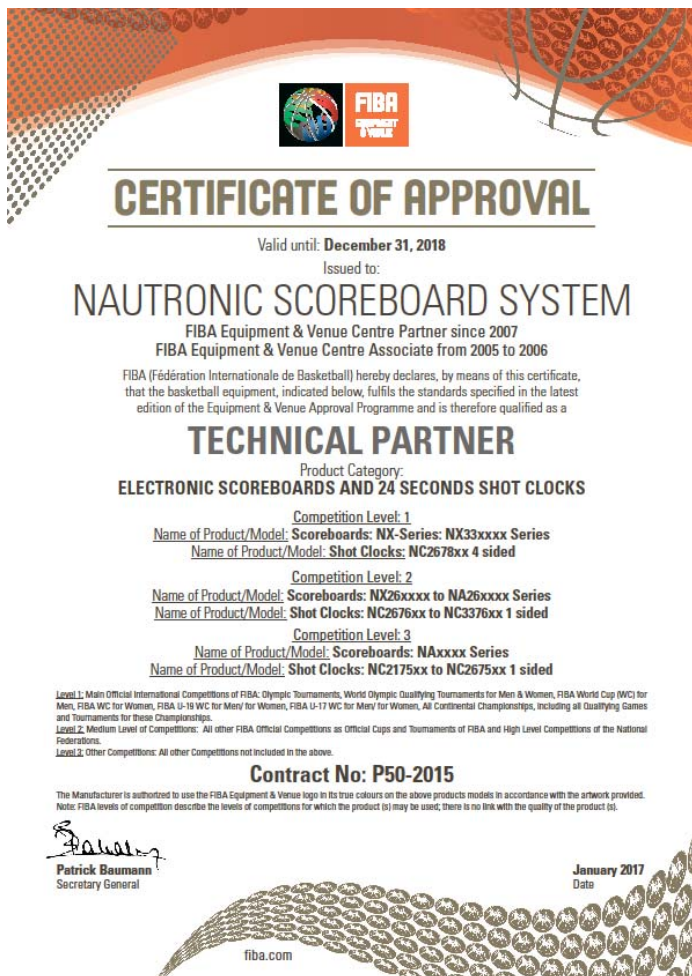 FIBA
EQUIPMENT
& VENUE
CERTIFICATE OF APPROVAL
Valid until: December 31, 2018
Issued to:
NAUTRONIC SCOREBOARD SYSTEM
FIBA Equipment & Venue Centre Partner since 2007
FIBA Equipment & Venue Centre Associate from 2005 to 2006
FIBA (Fédération Internationale de Basketball) hereby declares, by means of this certificate,
that the basketball equipment, indicated below, fulfils the standards specified in the latest
edition of the Equipment & Venue Approval Programme and is therefore qualified as a
TECHNICAL PARTNER
Product Category:
ELECTRONIC SCOREBOARDS AND 24 SECONDS SHOT CLOCKS
Competition Level: 1
Name of Product/Model: Scoreboards: NX-Series: NX33xxxx Series
Name of Product/Model: Shot Clocks: NC2678xx 4 sided
Competition Level: 2
Name of Product/Model: Scoreboards: NX26xxxx to NA26xxxx Series
Name of Product/Model: Shot Clocks: NC2676xx to NC3376xx 1 sided
Competition Level: 3
Name of Product/Model: Scoreboards: NAxxxx Series
Name of Product/Model: Shot Clocks: NC2175xx to NC2675xx 1 sided
Level 1: Main Official International Competitions of FIBA: Olympic Tournaments, World Olympic Qualifying Tournaments for Men & Women, FIBA World Cup (WC) for
Men, FIBA WC for Women, FIBA U-19 WC for Men/ for Women, FIBA U-17 WC for Men/ for Women, All Continental Championships, including all Qualifying Games
and Tournaments for these Championships.
Level 2: Medium Level of Competitions: All other FIBA Official Competitions as Official Cups and Tournaments of FIBA and High Level Competitions of the National
Federations.
Level 3: Other Competitions: All other Competitions not included in the above.
Contract No: P50-2015
The Manufacturer is authorized to use the FIBA Equipment & Venue logo in its true colours on the above products models in accordance with the artwork provided.
Note: FIBA levels of competition describe the levels of competitions for which the product (s) may be used; there is no link with the quality of the product (s).
Patrick Baumann
Secretary General
January 2017
Date
fiba.com